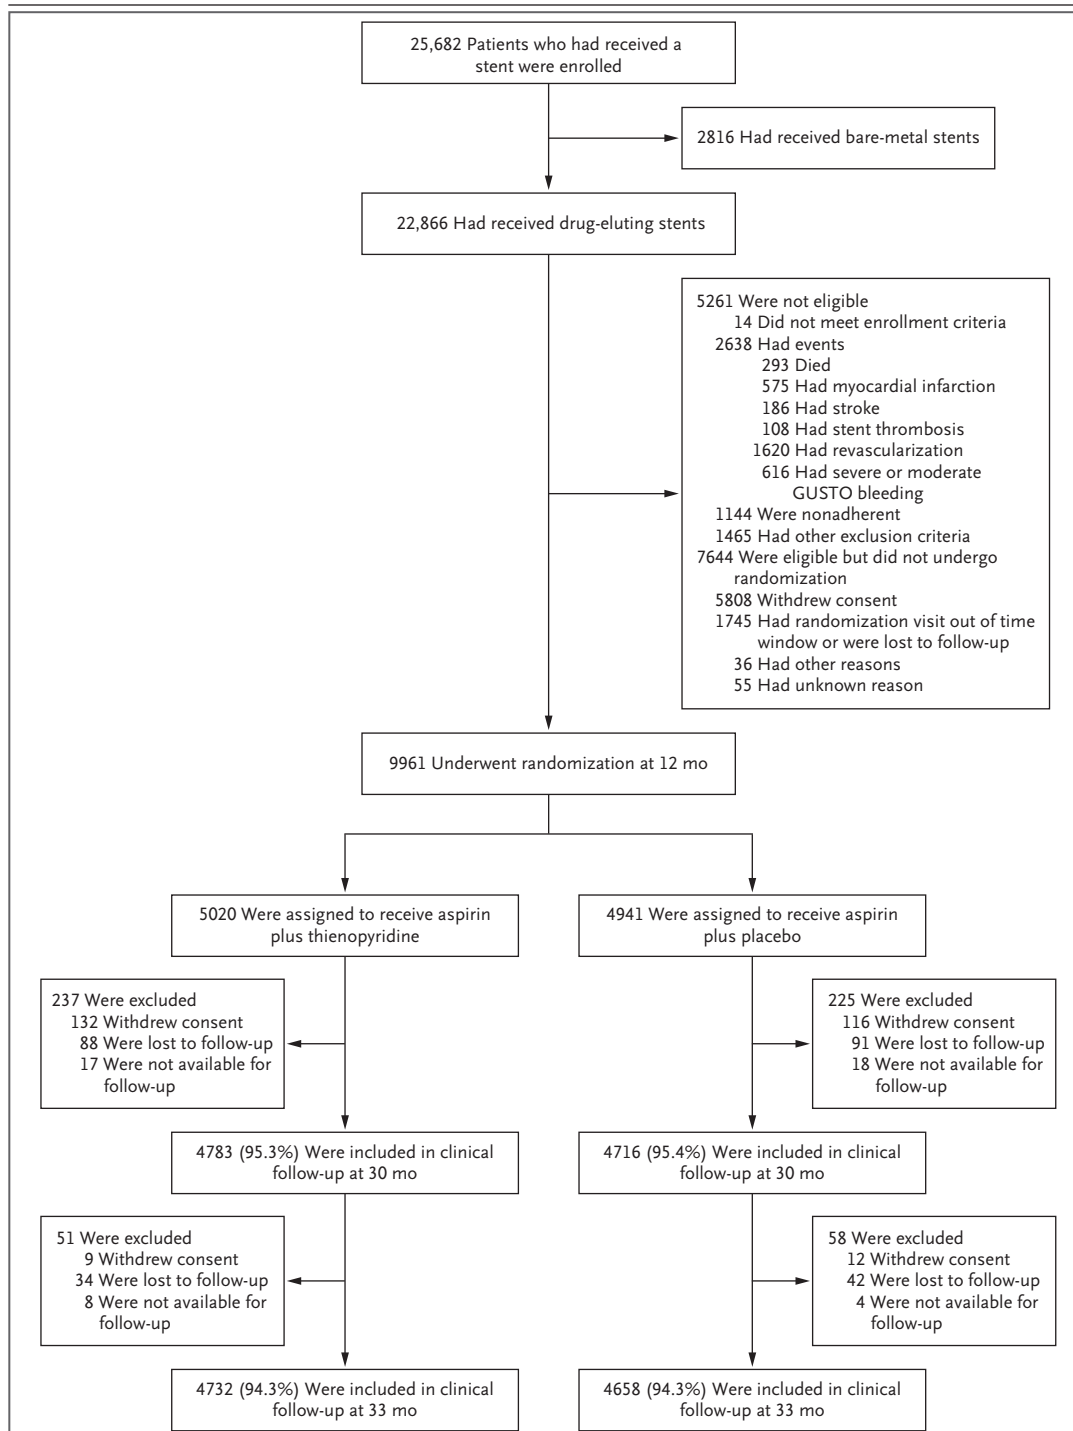 25,682 Patients who had received a
stent were enrolled
2816 Had received bare-metal stents
22,866 Had received drug-eluting stents
5261 Were not eligible
14 Did not meet enrollment criteria
2638 Had events
293 Died
575 Had myocardial infarction
186 Had stroke
108 Had stent thrombosis
1620 Had revascularization
616 Had severe or moderate
GUSTO bleeding
1144 Were nonadherent
1465 Had other exclusion criteria
7644 Were eligible but did not undergo
randomization
5808 Withdrew consent
1745 Had randomization visit out of time
window or were lost to follow-up
36 Had other reasons
55 Had unknown reason
9961 Underwent randomization at 12 mo
5020 Were assigned to receive aspirin
plus thienopyridine
4941 Were assigned to receive aspirin
plus placebo
237 Were excluded
132 Withdrew consent
88 Were lost to follow-up
17 Were not available for
follow-up
225 Were excluded
116 Withdrew consent
91 Were lost to follow-up
18 Were not available for
follow-up
4783 (95.3%) Were included in clinical
follow-up at 30 mo
4716 (95.4%) Were included in clinical
follow-up at 30 mo
51 Were excluded
9 Withdrew consent
34 Were lost to follow-up
8 Were not available for
follow-up
58 Were excluded
12 Withdrew consent
42 Were lost to follow-up
4 Were not available for
follow-up
4732 (94.3%) Were included in clinical
follow-up at 33 mo
4658 (94.3%) Were included in clinical
follow-up at 33 mo